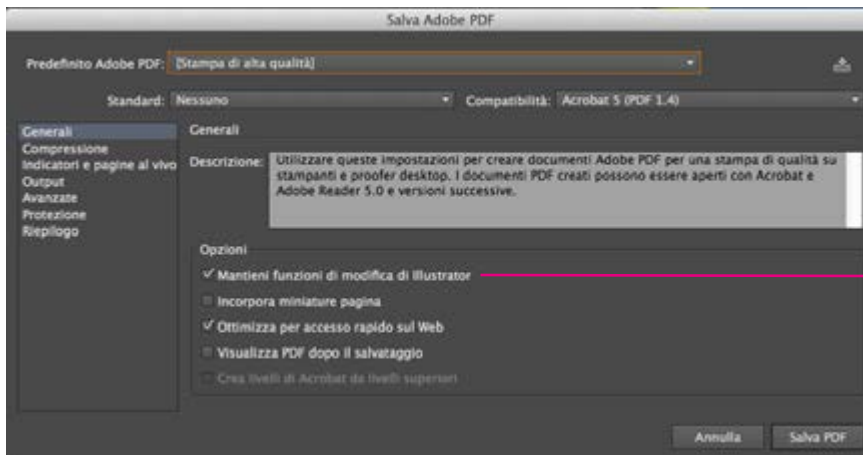 Salva Adobe PDF
Predefinito Adobe PDF: [Stampa di alta qualità]
Standard: Nessuno Compatibilità: Acrobat 5 (PDF 1.4)
Generali
Compressione
Indicatori e pagine al vivo
Output
Avanzate
Protezione
Riepilogo
Generali
Descrizione: Utilizzare queste impostazioni per creare documenti Adobe PDF per una stampa di qualità su
stampanti e proofer desktop. I documenti PDF creati possono essere aperti con Acrobat e
Adobe Reader 5.0 e versioni successive.
Opzioni
Mantieni funzioni di modifica di Illustrator
Incorpora miniature pagina
Ottimizza per accesso rapido sul Web
Visualizza PDF dopo il salvataggio
Crea livelli di Acrobat da livelli superiori
Annulla Salva PDF